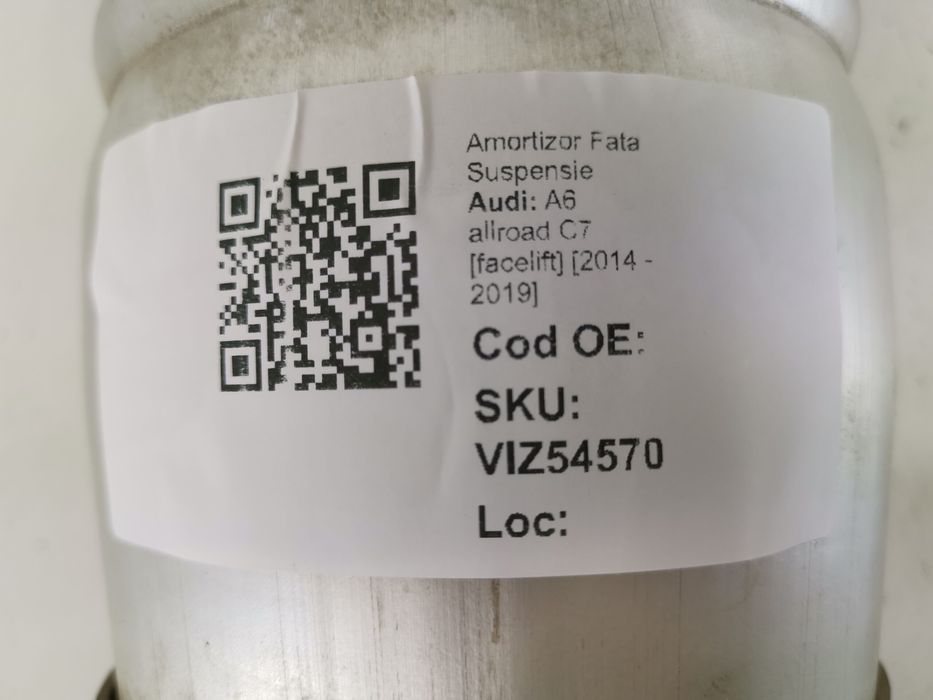 Amortizor Fata
Suspensie
Audi: A6
allroad C7
[facelift] [2014 -
2019]
Cod OE:
SKU:
VIZ54570
Loc: